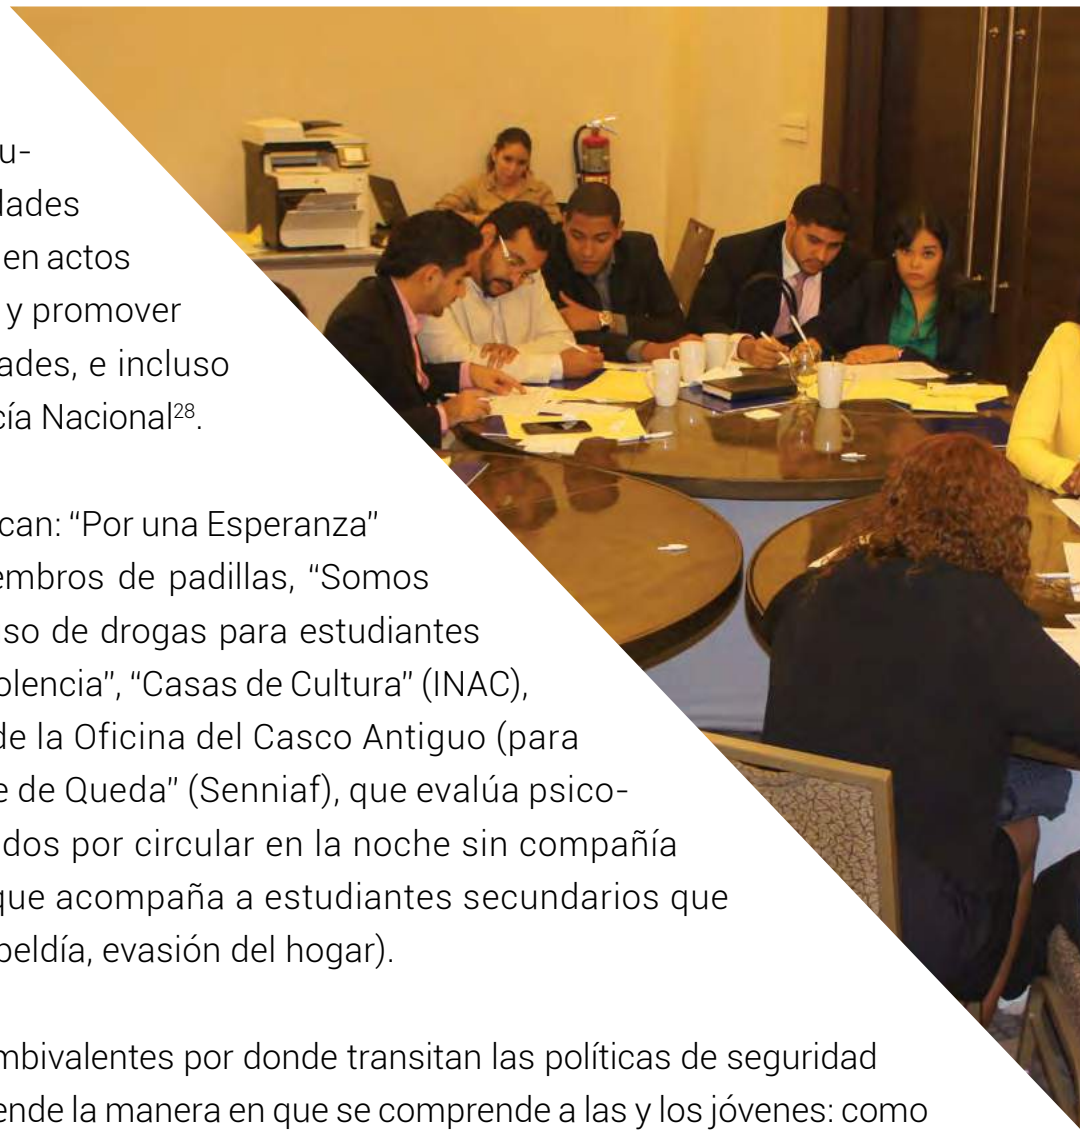 u-
dades
en actos
y promover
ades, e incluso
cía Nacional²⁸.
can: “Por una Esperanza”
embros de padillas, “Somos
so de drogas para estudiantes
olencia”, “Casas de Cultura” (INAC),
de la Oficina del Casco Antiguo (para
e de Queda” (Senniaf), que evalúa psico-
dos por circular en la noche sin compañía
que acompaña a estudiantes secundarios que
beldía, evasión del hogar).
mbivalentes por donde transitan las políticas de seguridad
ende la manera en que se comprende a las y los jóvenes: como